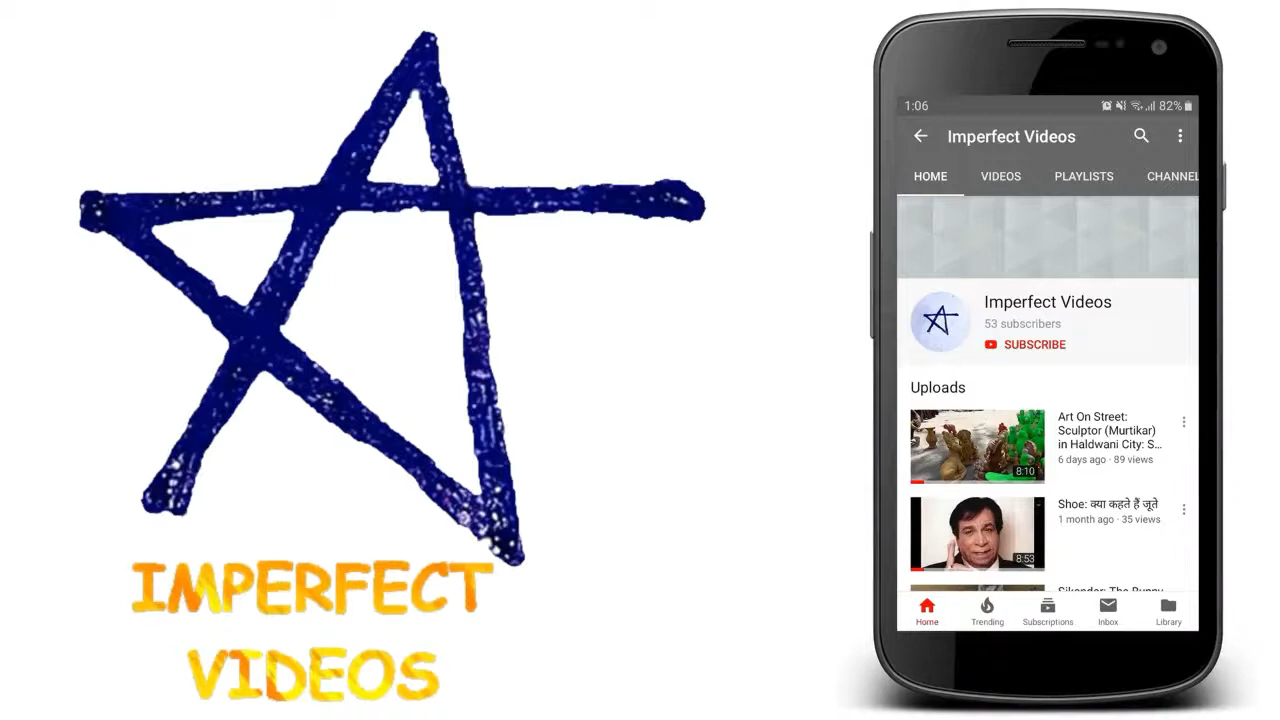 IMPERFECT
VIDEOS
1:06
82%
Imperfect Videos
HOME
VIDEOS
PLAYLISTS
CHANNEL
Imperfect Videos
53 subscribers
SUBSCRIBE
Uploads
Art On Street:
Sculptor (Murtikar)
in Haldwani City: S...
6 days ago · 89 views
8:10
Shoe: क्या कहते हैं जूते
1 month ago · 35 views
8:53
Home
Trending
Subscriptions
Inbox
Library